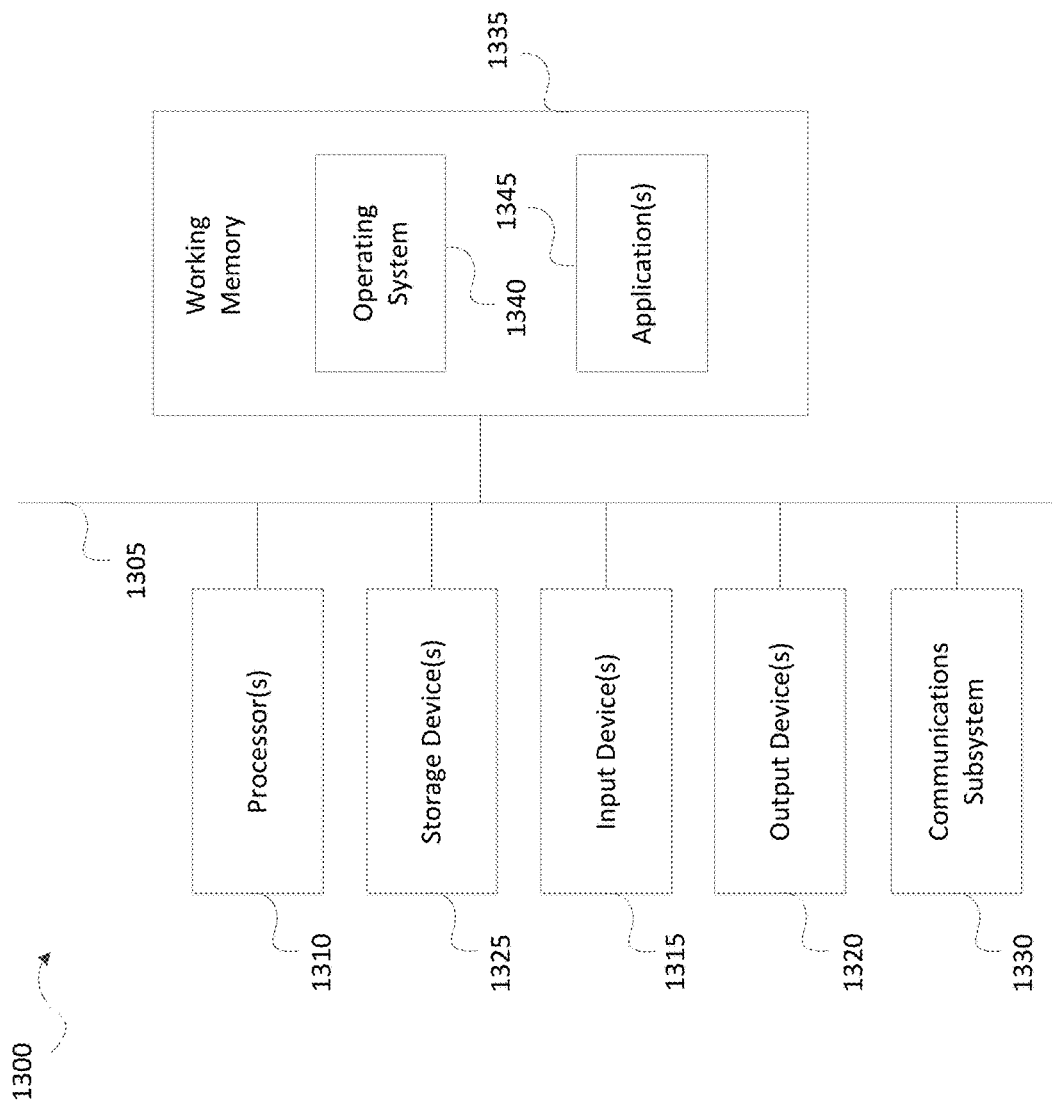 1300
1305
1310
Processor(s)
1325
Storage Device(s)
1315
Input Device(s)
1320
Output Device(s)
1330
Communications
Subsystem
Working
Memory
1335
Operating
System
1340
1345
Application(s)